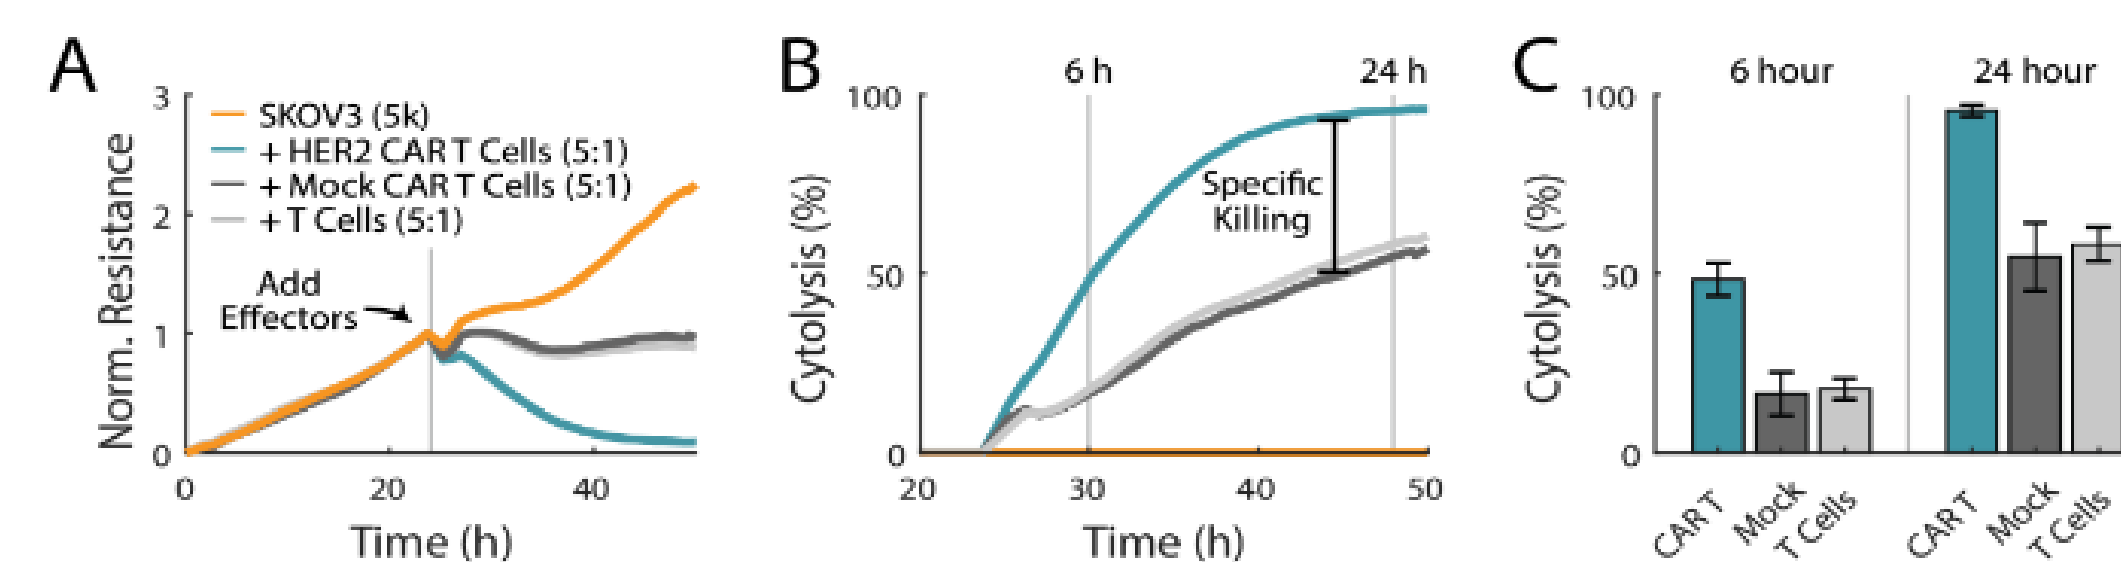 A
3
2
1
0
Norm. Resistance
SKOV3 (5k)
+ HER2 CAR T Cells (5:1)
+ Mock CAR T Cells (5:1)
+ T Cells (5:1)
Add
Effectors
0
20
40
Time (h)
B
6 h
24 h
100
50
0
Cytolysis (%)
Specific
Killing
20
30
40
50
Time (h)
C
6 hour
24 hour
100
50
0
Cytolysis (%)
CAR T
Mock
T Cells
CAR T
Mock
T Cells